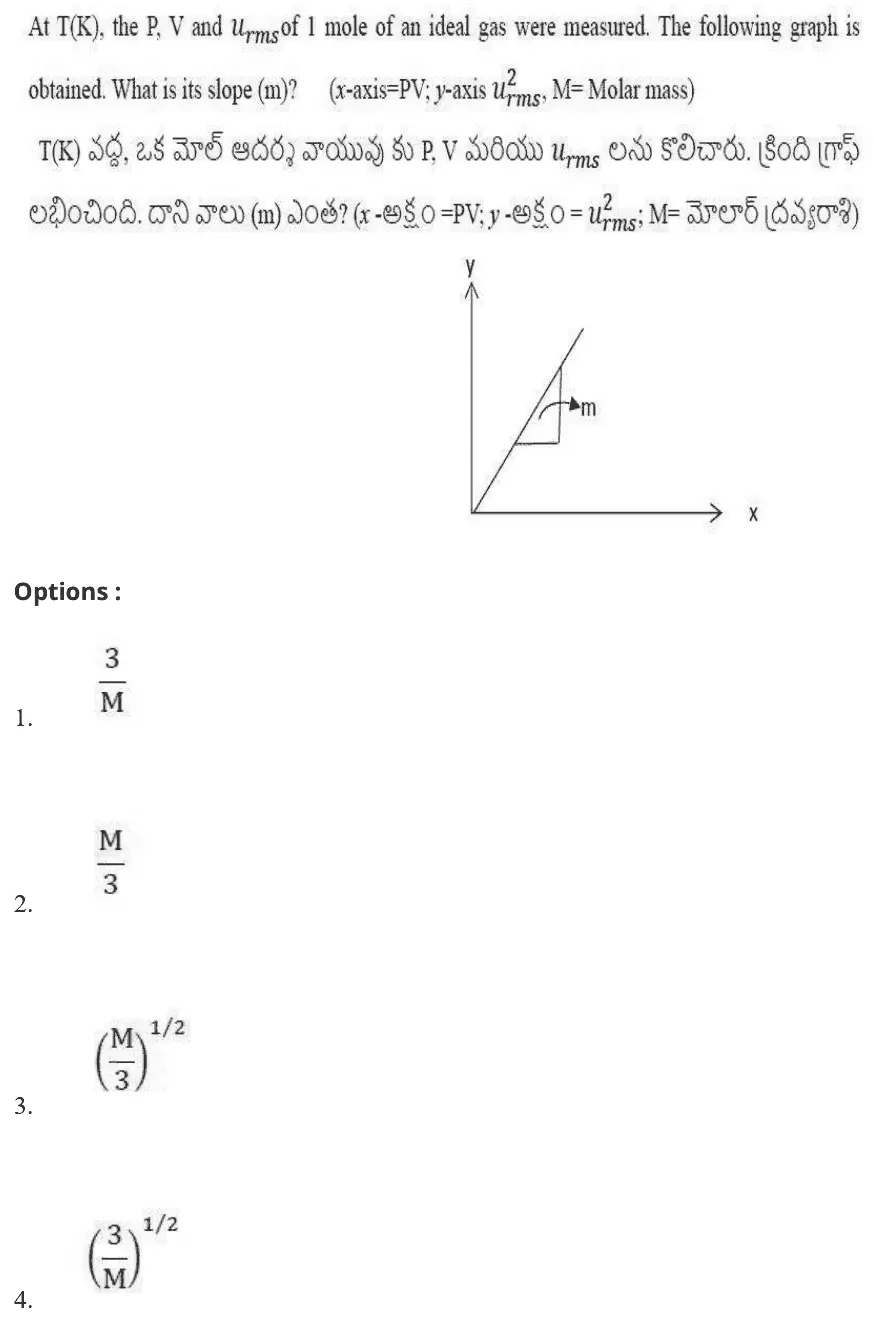 At T(K), the P, V and u_rms of 1 mole of an ideal gas were measured. The following graph is
obtained. What is its slope (m)? (x-axis=PV; y-axis u²_rms, M= Molar mass)
T(K) వద్ద, ఒక మోల్ ఆదర్శ వాయువు కు P, V మరియు u_rms లను కొలిచారు. క్రింది గ్రాఫ్
లభించింది. దాని వాలు (m) ఎంత? (x -అక్షం =PV; y -అక్షం = u²_rms; M= మోలార్ ద్రవ్యరాశి)
y
m
x
Options :
1. 3/M
2. M/3
3. (M/3)^1/2
4. (3/M)^1/2